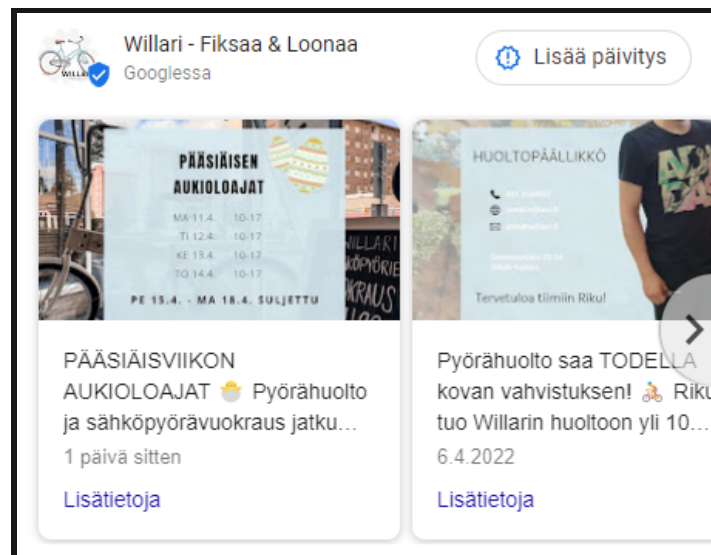 Willari - Fiksaa & Loonaa
Googlessa
Lisää päivitys
PÄÄSIÄISEN
AUKIOLOAJAT
MA 11.4. 10-17
TI 12.4. 10-17
KE 13.4. 10-17
TO 14.4. 10-17
PE 15.4. - MA 18.4. SULJETTU
PÄÄSIÄISVIIKON
AUKIOLOAJAT 🐣 Pyörähuolto
ja sähköpyörävuokraus jatku...
1 päivä sitten
Lisätietoja
HUOLTOPÄÄLLIKKÖ
Tervetuloa tiimiin Riku!
Pyörähuolto saa TODELLA
kovan vahvistuksen! 🚴 Riku
tuo Willarin huoltoon yli 10...
6.4.2022
Lisätietoja